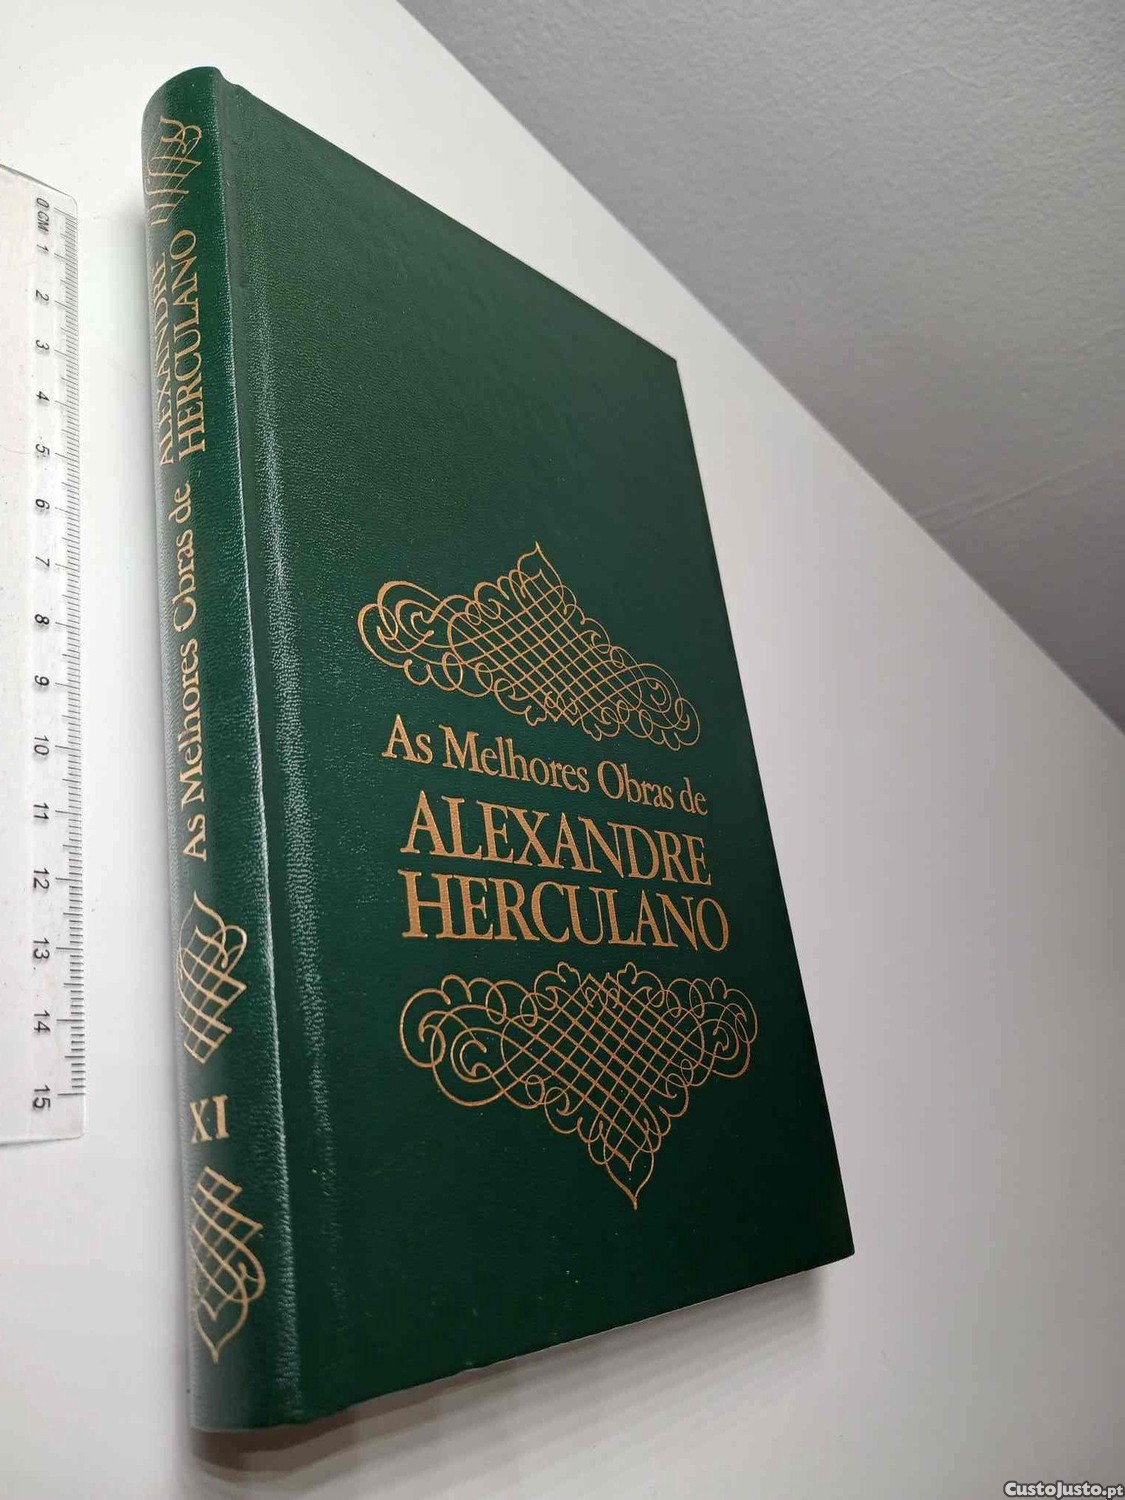 As Melhores Obras de
ALEXANDRE
HERCULANO
XI
As Melhores Obras de
ALEXANDRE
HERCULANO
0 CM 1 2 3 4 5 6 7 8 9 10 11 12 13 14 15
CustoJusto.pt